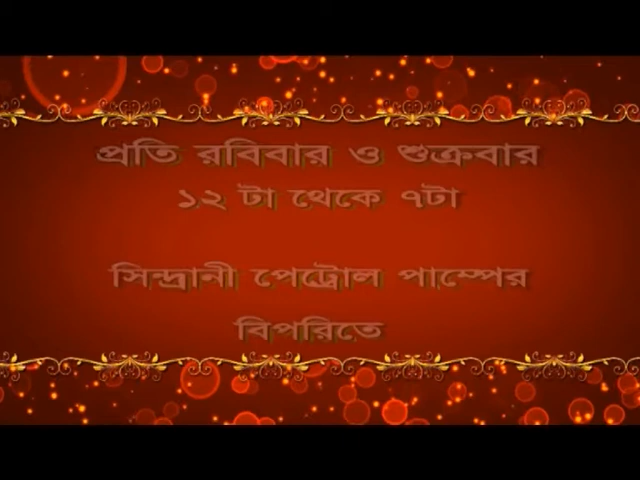 প্রতি রবিবার ও শুক্রবার
১২ টা থেকে ৭টা
সিন্দ্রানী পেট্রোল পাম্পের
বিপরিতে